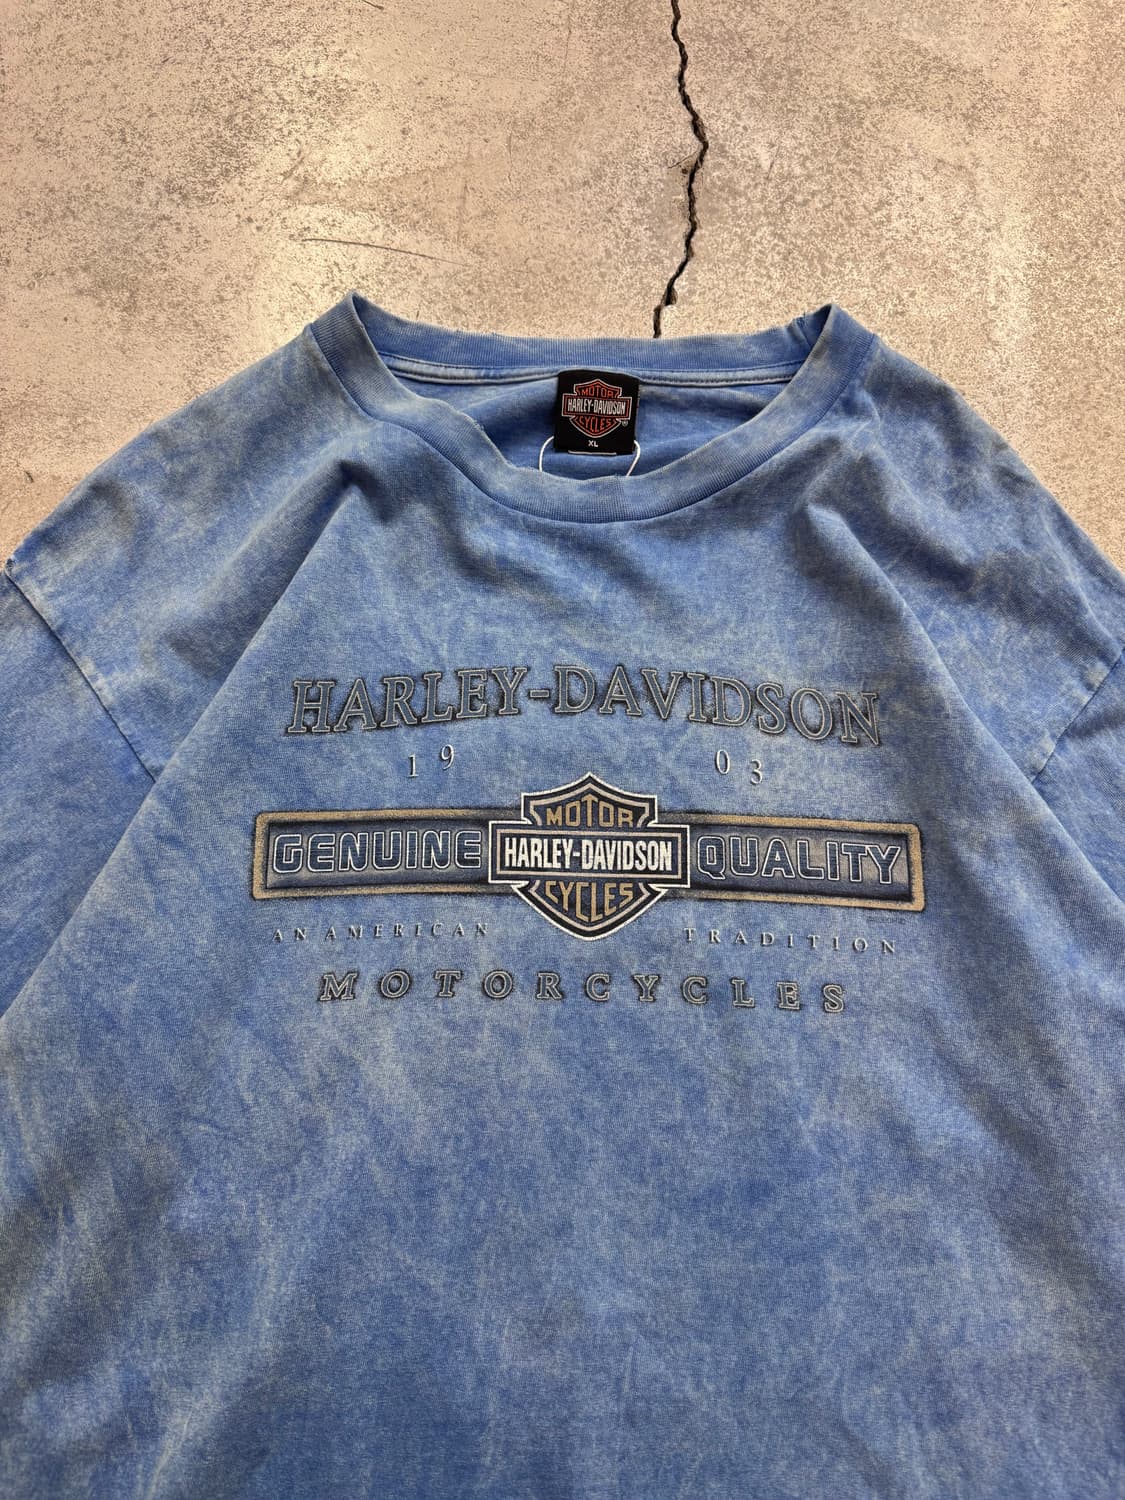 MOTOR
HARLEY-DAVIDSON
CYCLES
®
XL
HARLEY-DAVIDSON
19 03
MOTOR
GENUINE HARLEY-DAVIDSON QUALITY
CYCLES
AN AMERICAN TRADITION
MOTORCYCLES